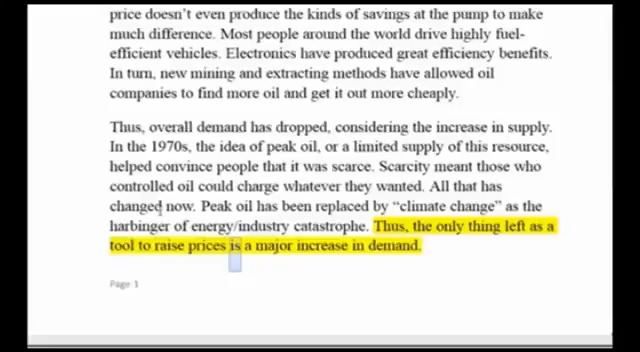 price doesn't even produce the kinds of savings at the pump to make
much difference. Most people around the world drive highly fuel-
efficient vehicles. Electronics have produced great efficiency benefits.
In turn, new mining and extracting methods have allowed oil
companies to find more oil and get it out more cheaply.
Thus, overall demand has dropped, considering the increase in supply.
In the 1970s, the idea of peak oil, or a limited supply of this resource,
helped convince people that it was scarce. Scarcity meant those who
controlled oil could charge whatever they wanted. All that has
changed now. Peak oil has been replaced by “climate change” as the
harbinger of energy/industry catastrophe. Thus, the only thing left as a
tool to raise prices is a major increase in demand.
Page 1